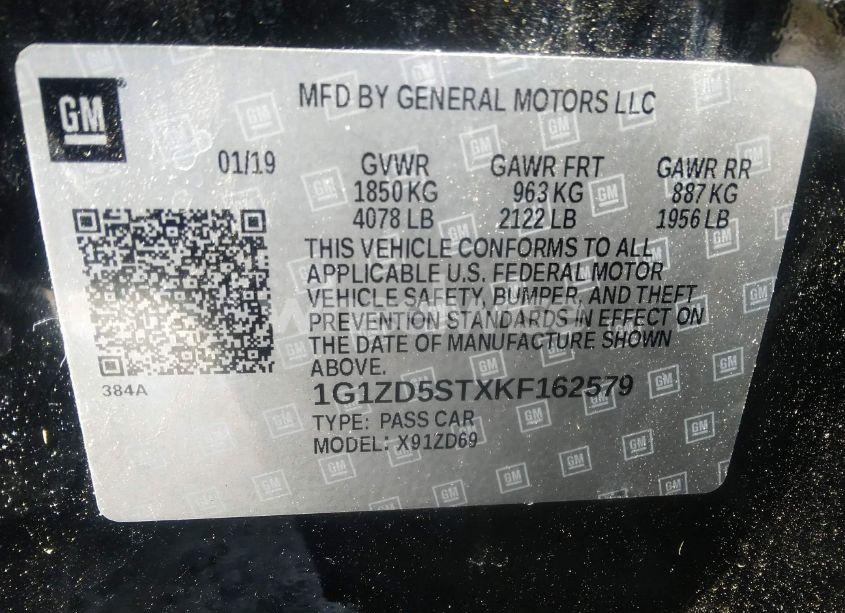 GM
MFD BY GENERAL MOTORS LLC
01/19 GVWR GAWR FRT GAWR RR
1850 KG 963 KG 887 KG
4078 LB 2122 LB 1956 LB
THIS VEHICLE CONFORMS TO ALL
APPLICABLE U.S. FEDERAL MOTOR
VEHICLE SAFETY, BUMPER, AND THEFT
PREVENTION STANDARDS IN EFFECT ON
THE DATE OF MANUFACTURE SHOWN
ABOVE.
384A
1G1ZD5STXKF162579
TYPE: PASS CAR
MODEL: X91ZD69